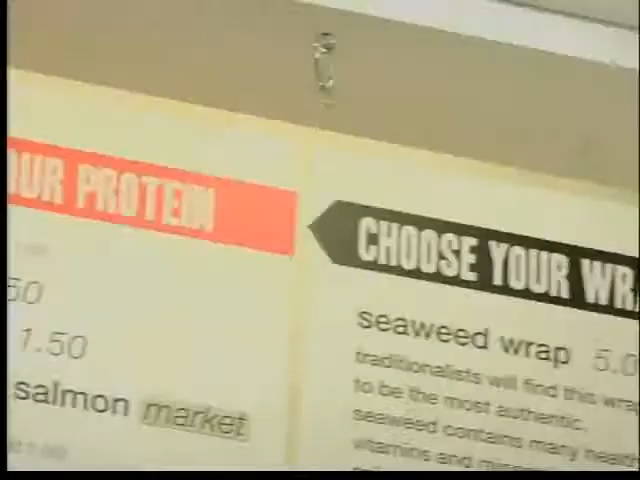 OUR PROTEIN
50
1.50
salmon market
CHOOSE YOUR WR
seaweed wrap 5.0
traditionalists will find this wrap
to be the most authentic.
seaweed contains many health
vitamins and